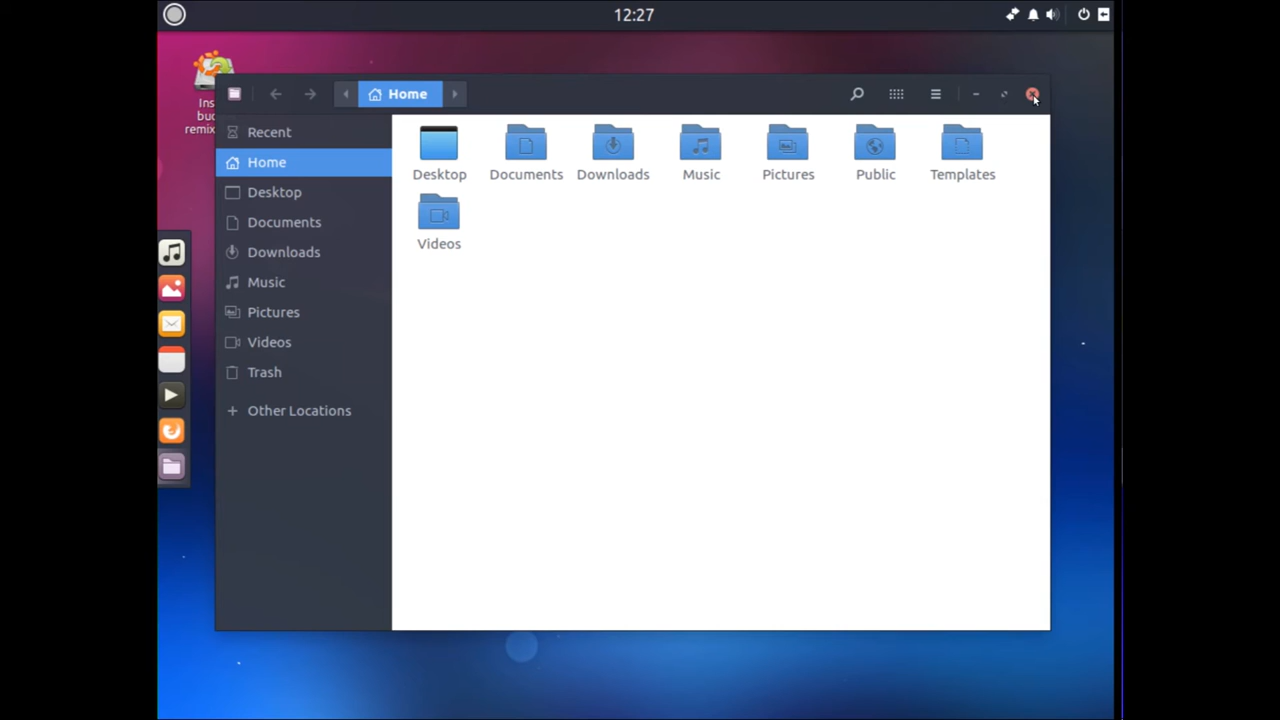 12:27
Ins
bud
remix
Home
Recent
Home
Desktop
Documents
Downloads
Music
Pictures
Videos
Trash
Other Locations
Desktop
Documents
Downloads
Music
Pictures
Public
Templates
Videos